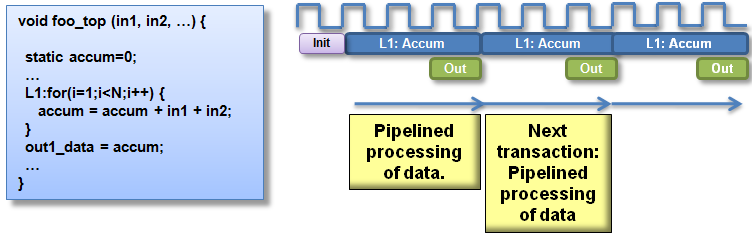 void foo_top (in1, in2, …) {
static accum=0;
…
L1:for(i=1;i<N;i++) {
accum = accum + in1 + in2;
}
out1_data = accum;
…
}
Init
L1: Accum
L1: Accum
L1: Accum
Out
Out
Out
Pipelined
processing
of data.
Next
transaction:
Pipelined
processing
of data